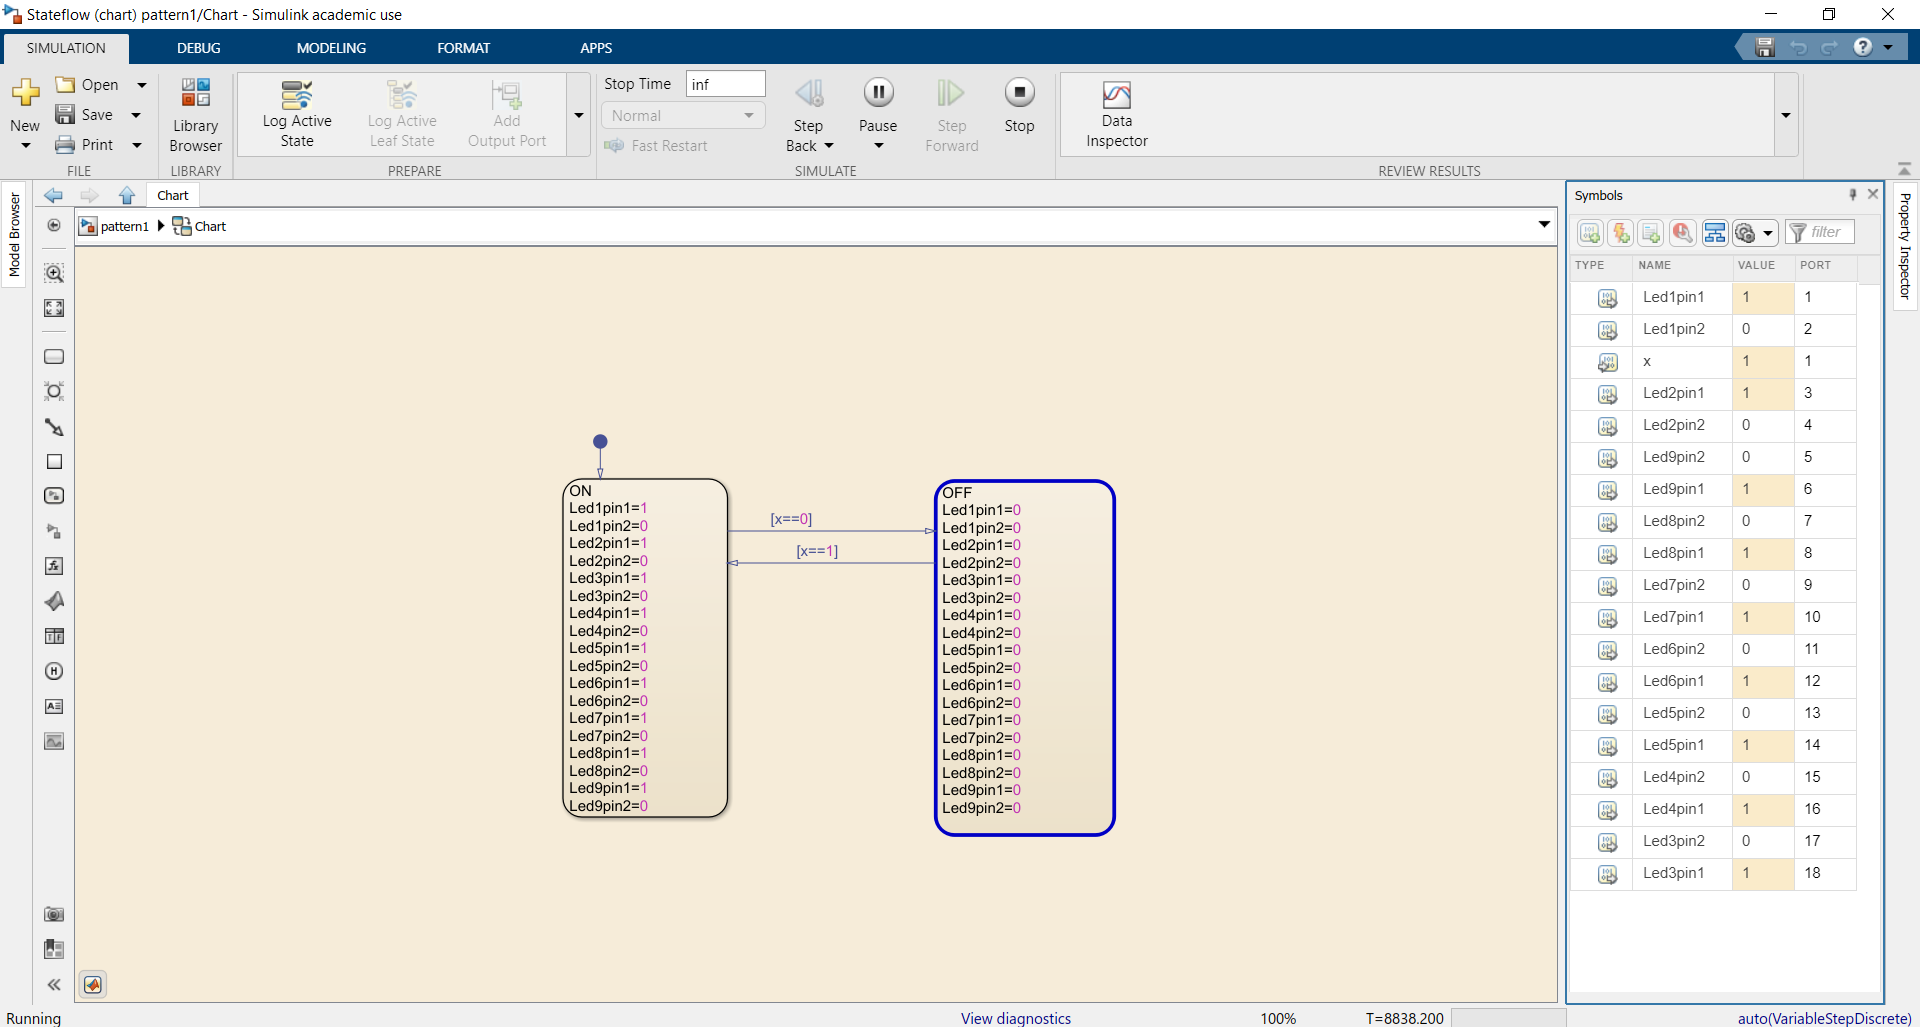 Stateflow (chart) pattern1/Chart - Simulink academic use
SIMULATION DEBUG MODELING FORMAT APPS
New
Open
Save
Print
FILE
Library
Browser
LIBRARY
Log Active
State
Log Active
Leaf State
Add
Output Port
PREPARE
Stop Time inf
Normal
Fast Restart
Step
Back
Pause
Step
Forward
Stop
SIMULATE
Data
Inspector
REVIEW RESULTS
Model Browser
Chart
pattern1 Chart
ON
Led1pin1=1
Led1pin2=0
Led2pin1=1
Led2pin2=0
Led3pin1=1
Led3pin2=0
Led4pin1=1
Led4pin2=0
Led5pin1=1
Led5pin2=0
Led6pin1=1
Led6pin2=0
Led7pin1=1
Led7pin2=0
Led8pin1=1
Led8pin2=0
Led9pin1=1
Led9pin2=0
[x==0]
[x==1]
OFF
Led1pin1=0
Led1pin2=0
Led2pin1=0
Led2pin2=0
Led3pin1=0
Led3pin2=0
Led4pin1=0
Led4pin2=0
Led5pin1=0
Led5pin2=0
Led6pin1=0
Led6pin2=0
Led7pin1=0
Led7pin2=0
Led8pin1=0
Led8pin2=0
Led9pin1=0
Led9pin2=0
Symbols
filter
TYPE NAME VALUE PORT
Led1pin1 1 1
Led1pin2 0 2
x 1 1
Led2pin1 1 3
Led2pin2 0 4
Led9pin2 0 5
Led9pin1 1 6
Led8pin2 0 7
Led8pin1 1 8
Led7pin2 0 9
Led7pin1 1 10
Led6pin2 0 11
Led6pin1 1 12
Led5pin2 0 13
Led5pin1 1 14
Led4pin2 0 15
Led4pin1 1 16
Led3pin2 0 17
Led3pin1 1 18
Property Inspector
Running View diagnostics 100% T=8838.200 auto(VariableStepDiscrete)